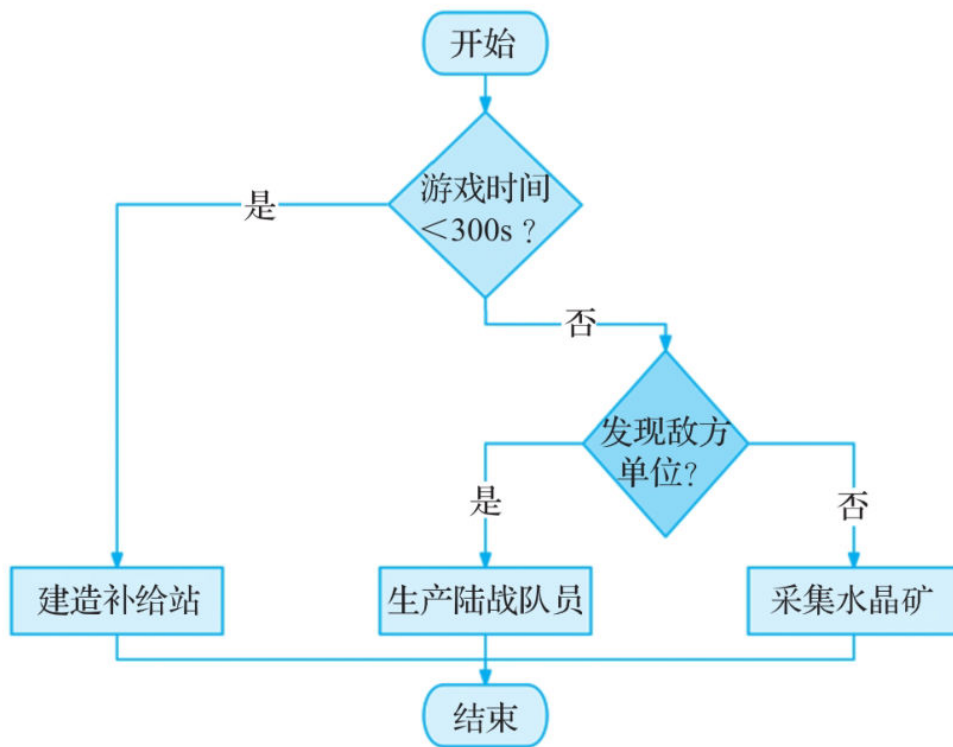 开始
游戏时间
<300s？
是
否
发现敌方
单位？
是
否
建造补给站
生产陆战队员
采集水晶矿
结束